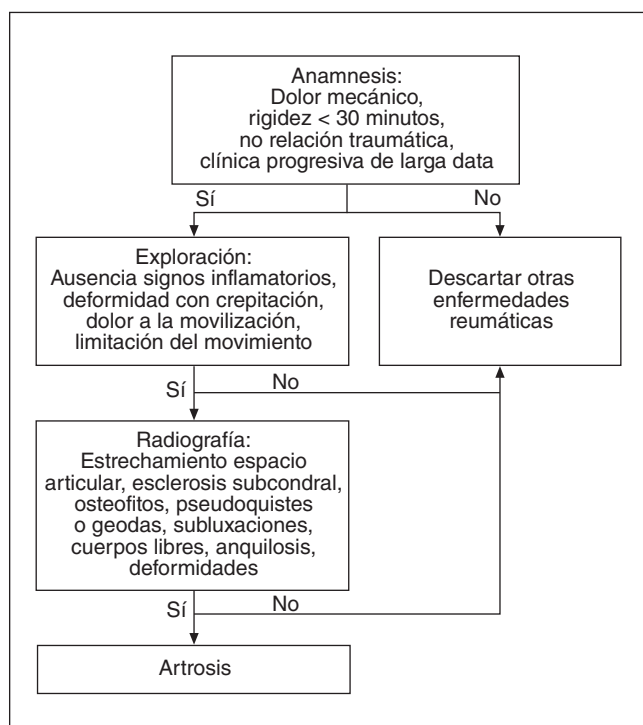 Anamnesis:
Dolor mecánico,
rigidez < 30 minutos,
no relación traumática,
clínica progresiva de larga data
Sí
No
Exploración:
Ausencia signos inflamatorios,
deformidad con crepitación,
dolor a la movilización,
limitación del movimiento
Descartar otras
enfermedades
reumáticas
Sí
No
Radiografía:
Estrechamiento espacio
articular, esclerosis subcondral,
osteofitos, pseudoquistes
o geodas, subluxaciones,
cuerpos libres, anquilosis,
deformidades
Sí
No
Artrosis